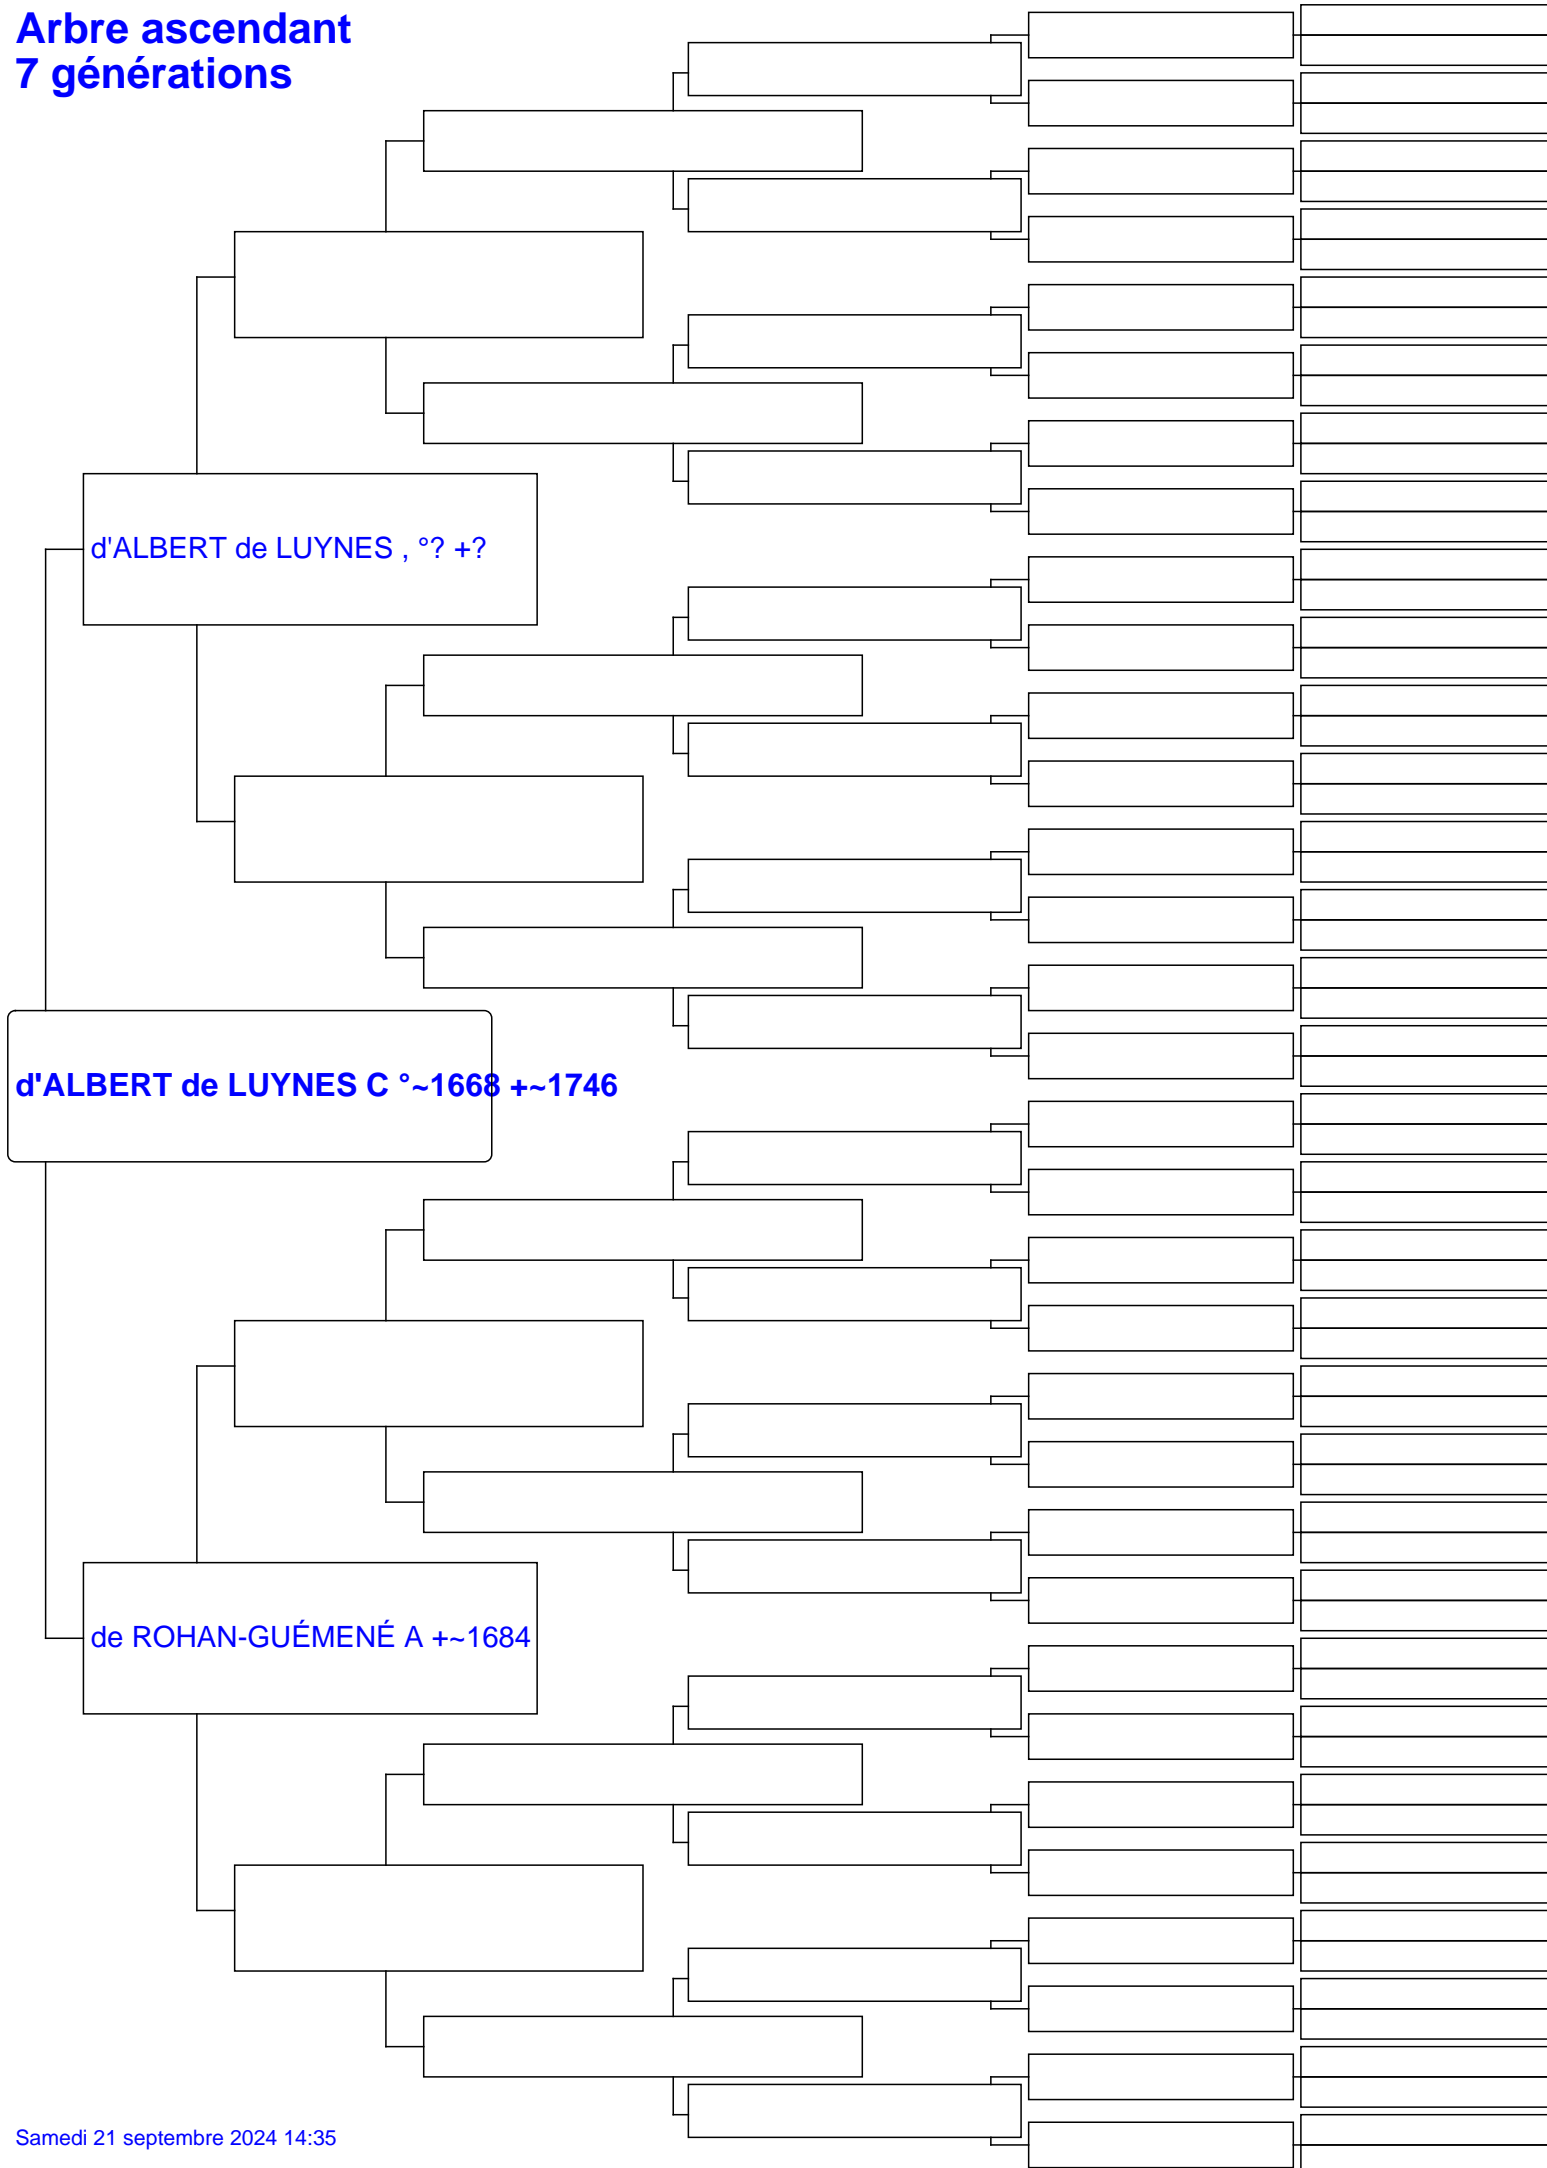 Arbre ascendant
7 générations
d'ALBERT de LUYNES , °? +?
d'ALBERT de LUYNES C °~1668 +~1746
de ROHAN-GUÉMENÉ A +~1684
Samedi 21 septembre 2024 14:35